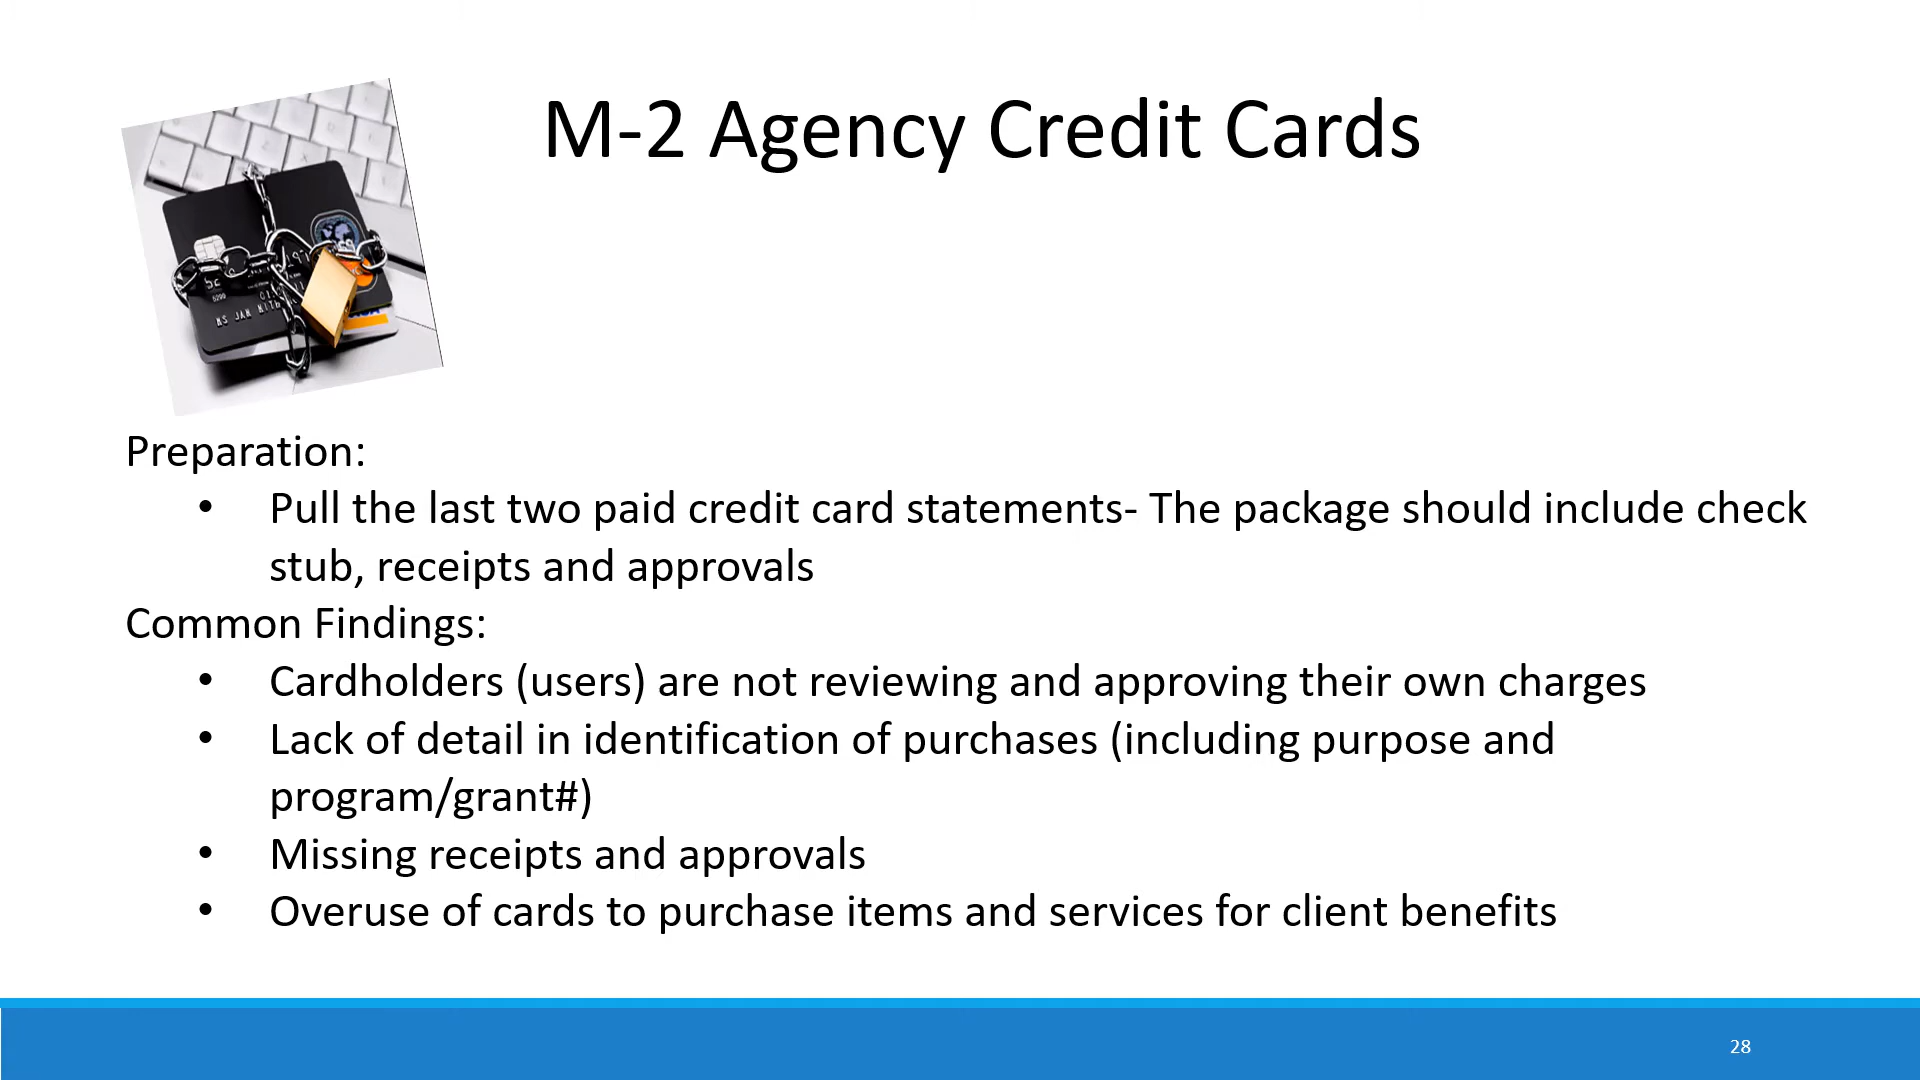 M-2 Agency Credit Cards
Preparation:
• Pull the last two paid credit card statements- The package should include check
stub, receipts and approvals
Common Findings:
• Cardholders (users) are not reviewing and approving their own charges
• Lack of detail in identification of purchases (including purpose and
program/grant#)
• Missing receipts and approvals
• Overuse of cards to purchase items and services for client benefits
28